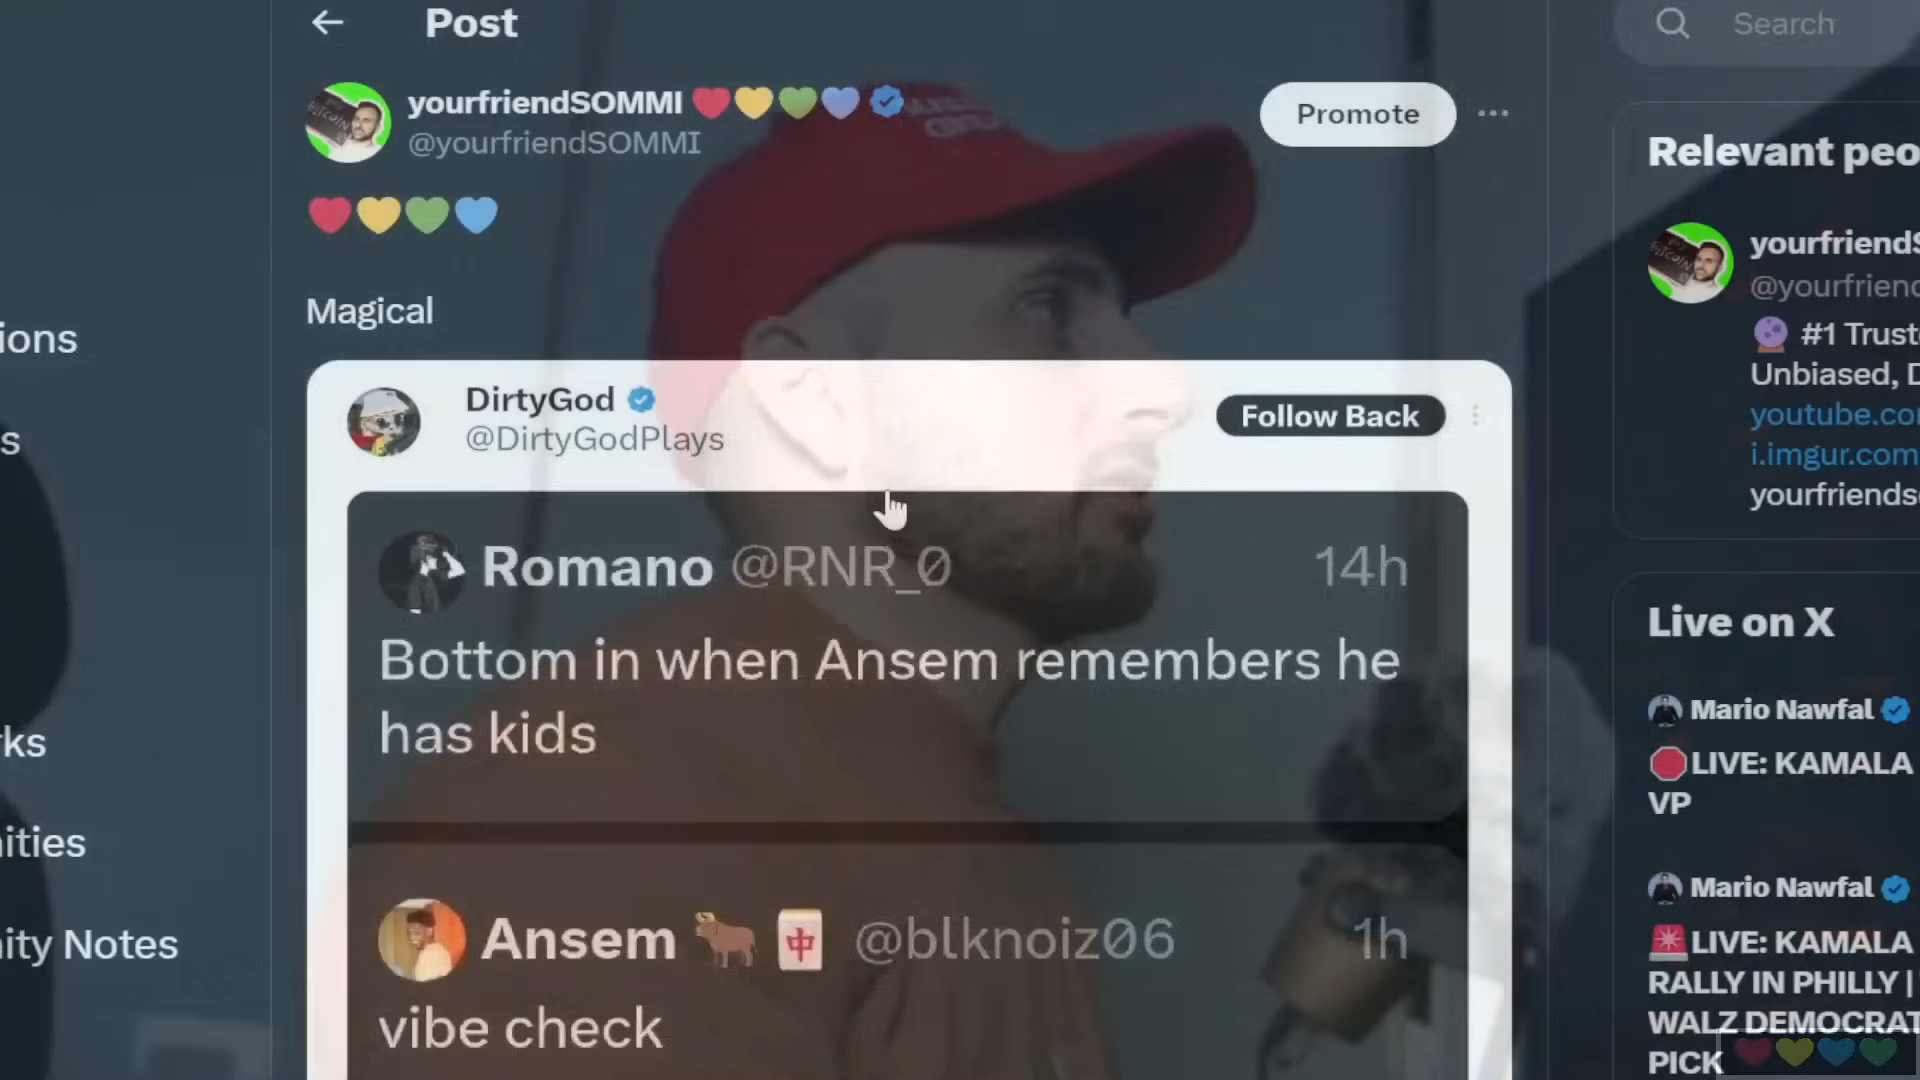 Post
Search
yourfriendSOMMI ❤️💛💚💙
@yourfriendSOMMI
Promote
❤️💛💚💙
Magical
DirtyGod
@DirtyGodPlays
Follow Back
Romano @RNR_0 14h
Bottom in when Ansem remembers he
has kids
Ansem 🐂 🀄 @blknoiz06 1h
vibe check
ions
s
rks
ities
ity Notes
Relevant peo
yourfriendS
@yourfriend
🔮 #1 Trust
Unbiased, D
youtube.co
i.imgur.com
yourfriends
Live on X
Mario Nawfal
🛑LIVE: KAMALA
VP
Mario Nawfal
🚨LIVE: KAMALA
RALLY IN PHILLY |
WALZ DEMOCRAT
PICK